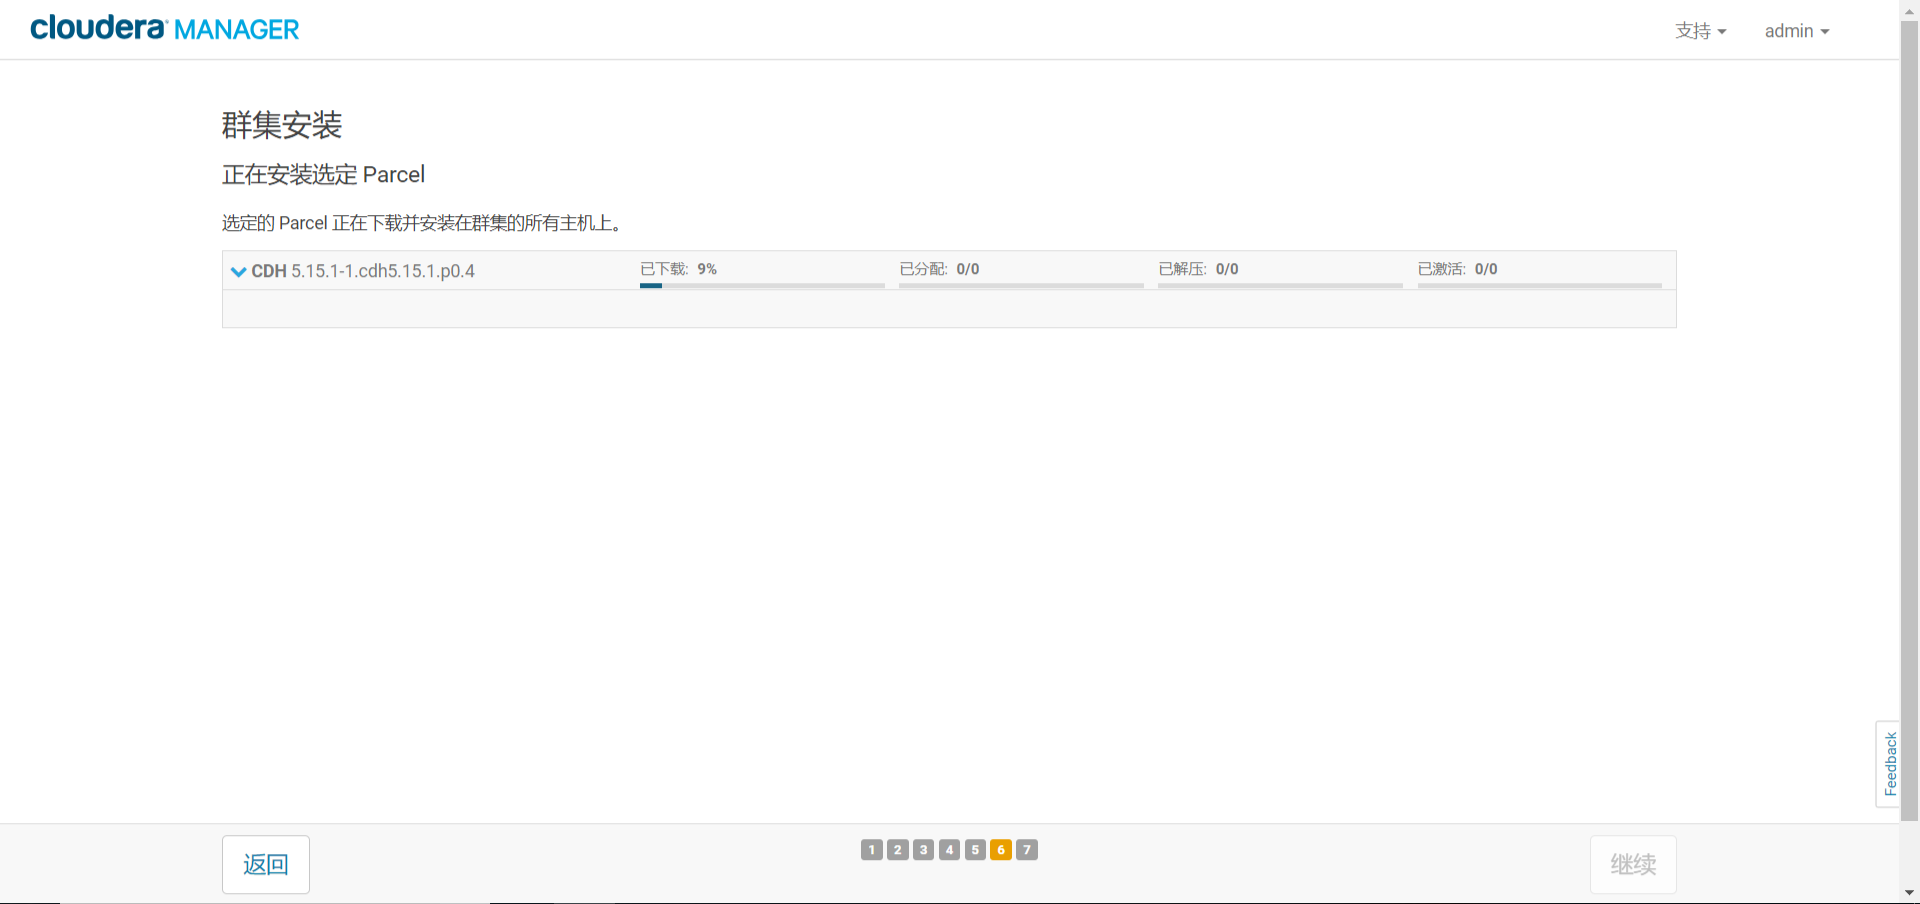 cloudera MANAGER
支持 admin
群集安装
正在安装选定 Parcel
选定的 Parcel 正在下载并安装在群集的所有主机上。
CDH 5.15.1-1.cdh5.15.1.p0.4 已下载: 9% 已分配: 0/0 已解压: 0/0 已激活: 0/0
Feedback
返回 1 2 3 4 5 6 7 继续